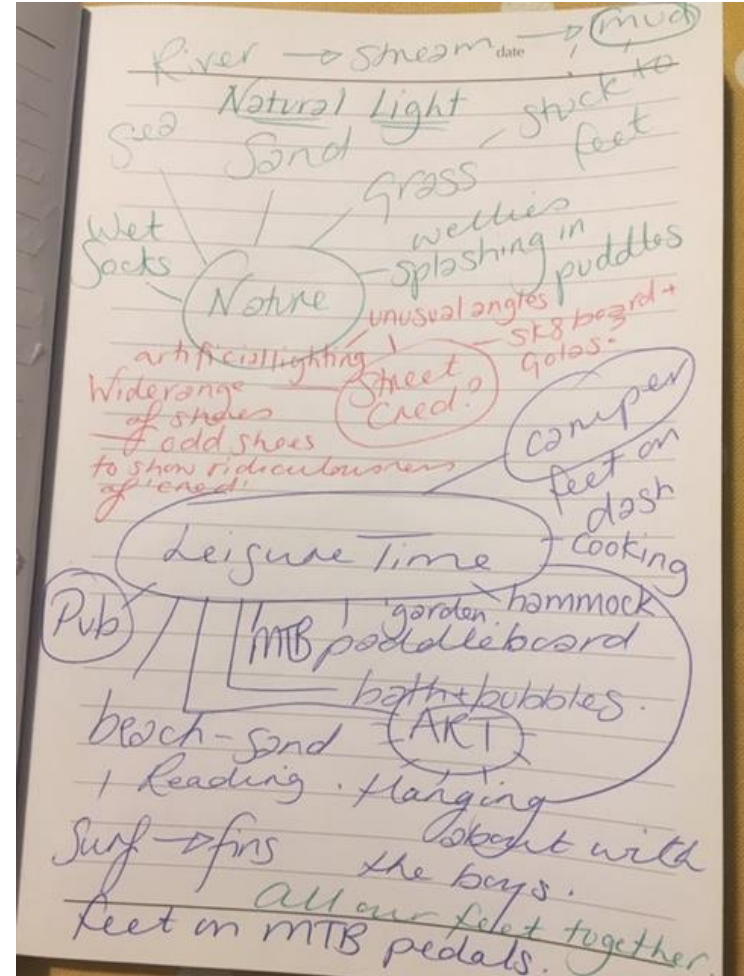 River → stream → mud
date
Natural Light
stuck to
feet
Sea
Sand
Grass
Wet
Socks
wellies
splashing in
puddles
Nature
unusual angles
artificial lighting
sk8 board +
Golas.
Street
Cred?
Wide range
of shoes
odd shoes
to show ridiculousness
of 'cred'
camper
feet on
dash
cooking
Leisure Time
Pub
garden.
hammock
MTB paddleboard
bath + bubbles.
beach - sand
ART
+ Reading.
Hanging
about with
the boys.
Surf → fins
All our feet together
feet on MTB pedals.